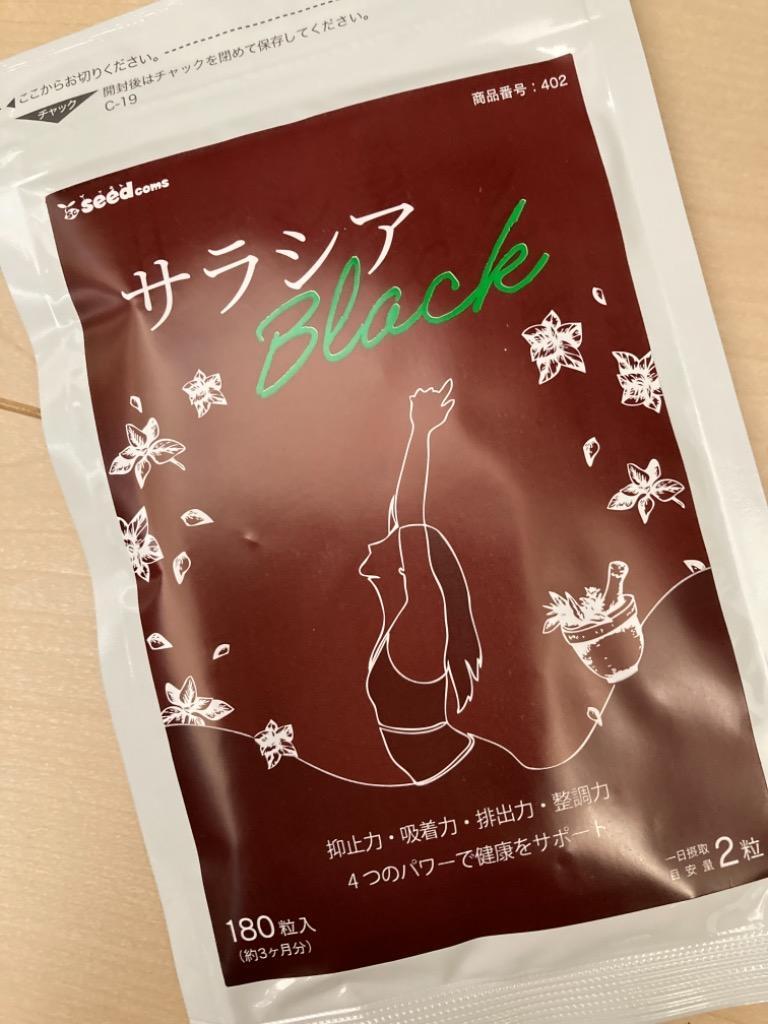 ここからお切りください。
チャック
開封後はチャックを閉めて保存してください。
C-19
商品番号：402
seedcoms
サラシア
Black
抑止力・吸着力・排出力・整調力
4つのパワーで健康をサポート
180粒入
(約3ヶ月分)
一日摂取
目安量
2粒